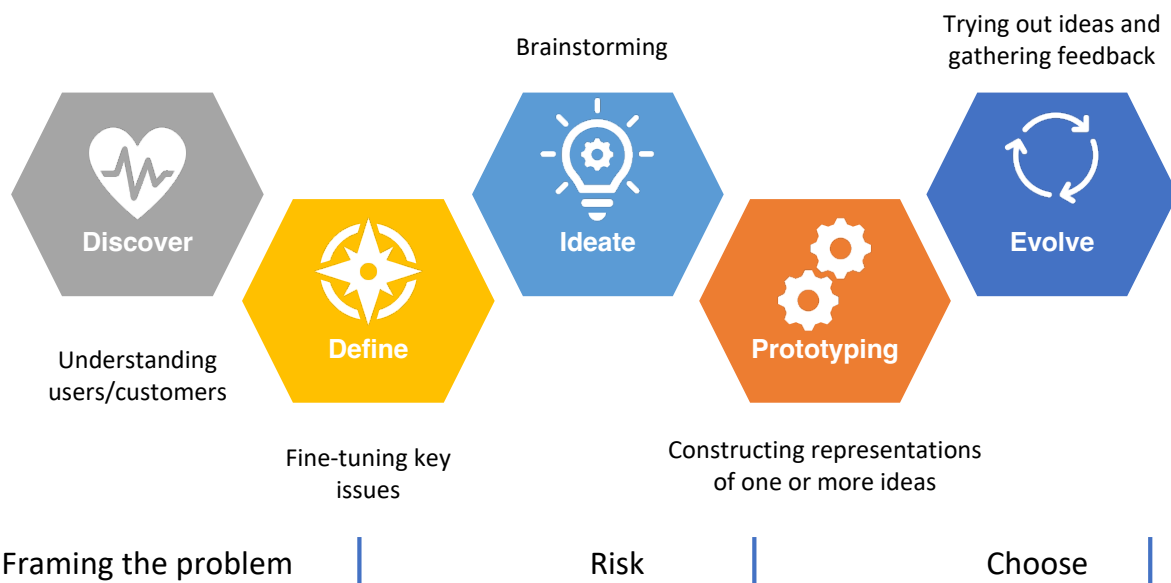 Trying out ideas and
gathering feedback
Brainstorming
Discover
Ideate
Evolve
Define
Prototyping
Understanding
users/customers
Fine-tuning key
issues
Constructing representations
of one or more ideas
Framing the problem
Risk
Choose